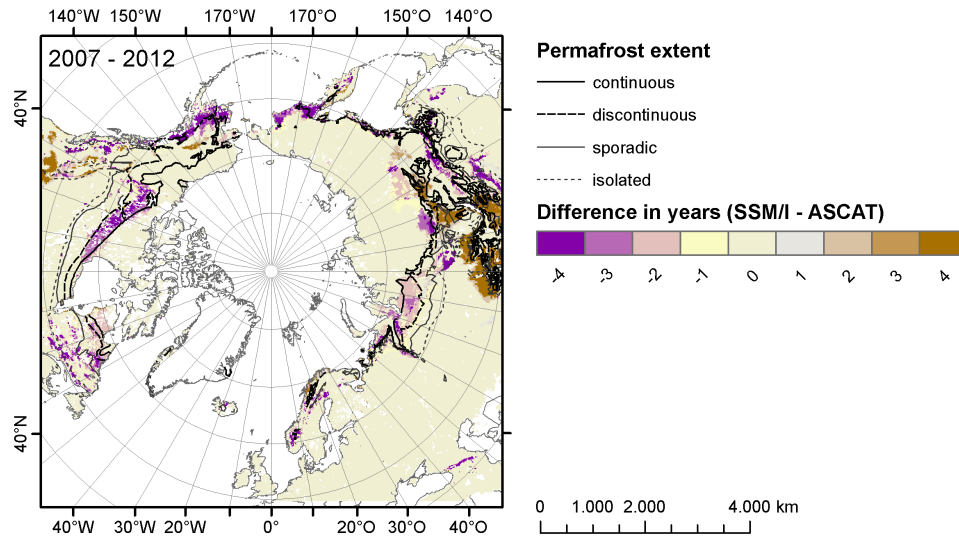 140°W 150°W 170°W 170°O 150°O 140°O
2007 - 2012
40°N
40°N
40°W 30°W 20°W 0° 20°O 30°O 40°O
Permafrost extent
continuous
discontinuous
sporadic
isolated
Difference in years (SSM/I - ASCAT)
-4 -3 -2 -1 0 1 2 3 4
0 1.000 2.000 4.000 km